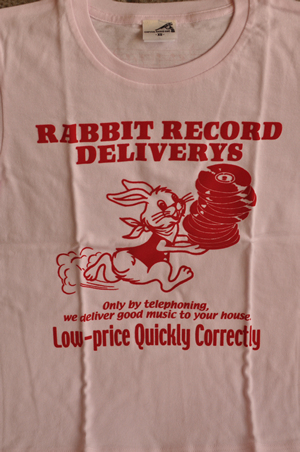 RABBIT RECORD
DELIVERYS
Only by telephoning,
we deliver good music to your house.
Low-price Quickly Correctly